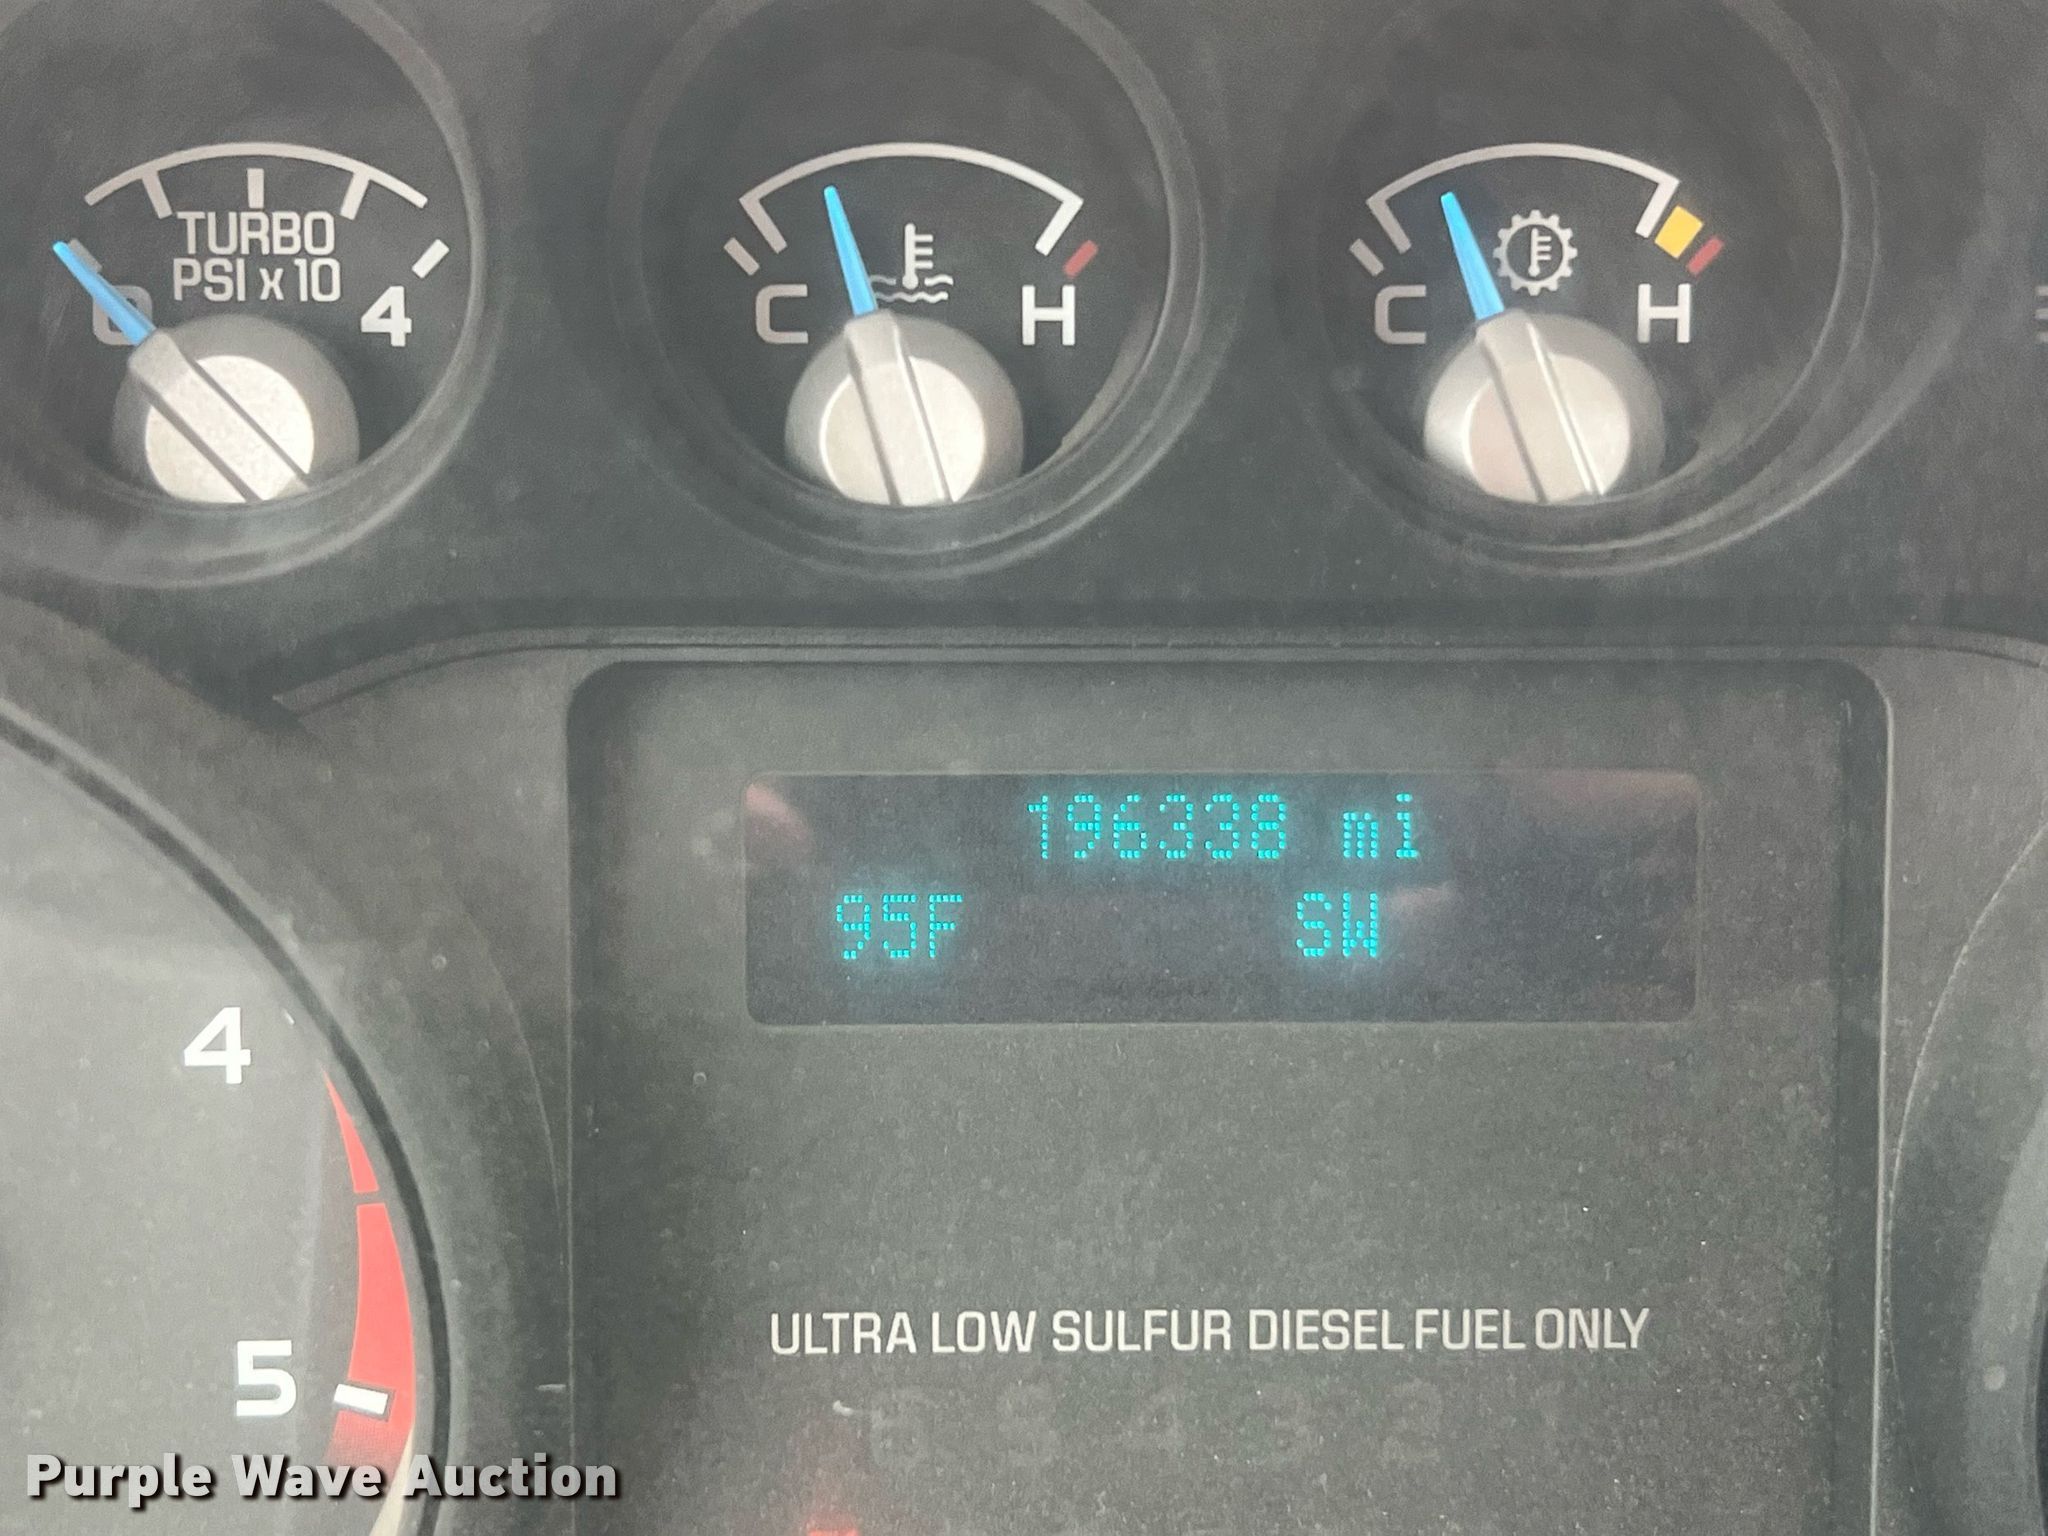 TURBO
PSI x 10
0 4
C H
C H
196338 mi
95F SW
4
5
ULTRA LOW SULFUR DIESEL FUEL ONLY
Purple Wave Auction